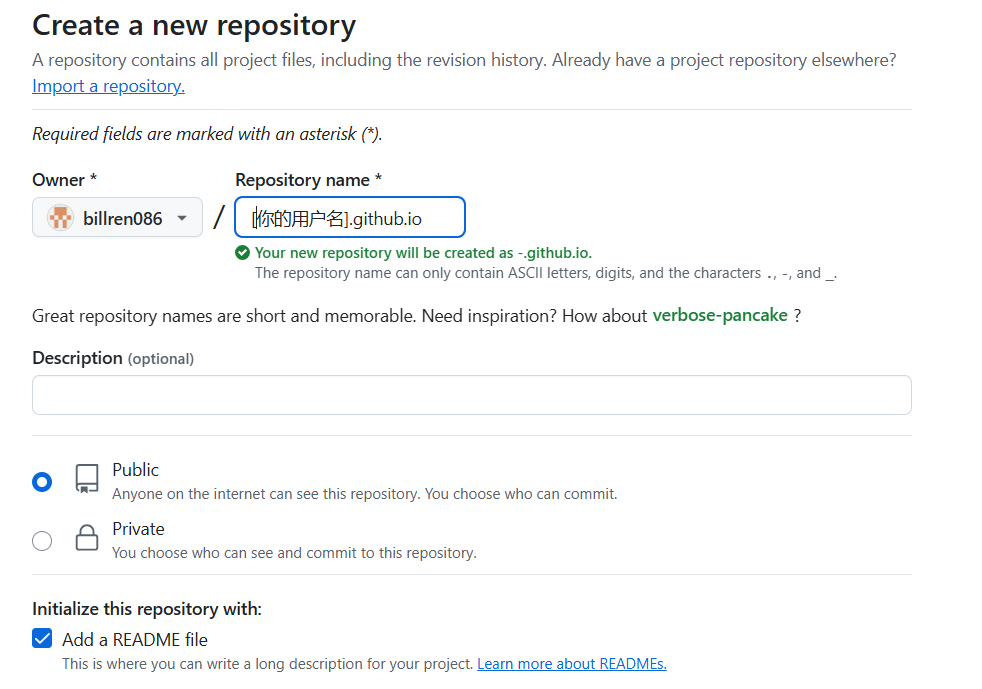 Create a new repository
A repository contains all project files, including the revision history. Already have a project repository elsewhere?
Import a repository.
Required fields are marked with an asterisk (*).
Owner *
Repository name *
billren086
/
[你的用户名].github.io
Your new repository will be created as -.github.io.
The repository name can only contain ASCII letters, digits, and the characters ., -, and _.
Great repository names are short and memorable. Need inspiration? How about verbose-pancake ?
Description (optional)
Public
Anyone on the internet can see this repository. You choose who can commit.
Private
You choose who can see and commit to this repository.
Initialize this repository with:
Add a README file
This is where you can write a long description for your project. Learn more about READMEs.